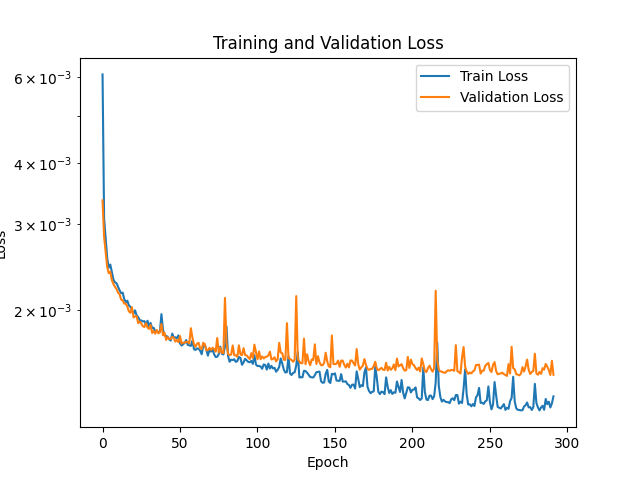 Training and Validation Loss
Train Loss
Validation Loss
6 × 10⁻³
4 × 10⁻³
3 × 10⁻³
2 × 10⁻³
Loss
0 50 100 150 200 250 300
Epoch